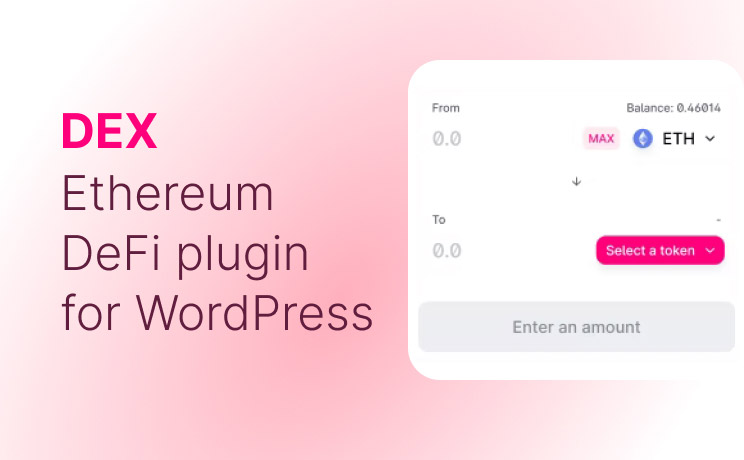 DEX
Ethereum
DeFi plugin
for WordPress
From Balance: 0.46014
0.0 MAX ETH
To -
0.0 Select a token
Enter an amount